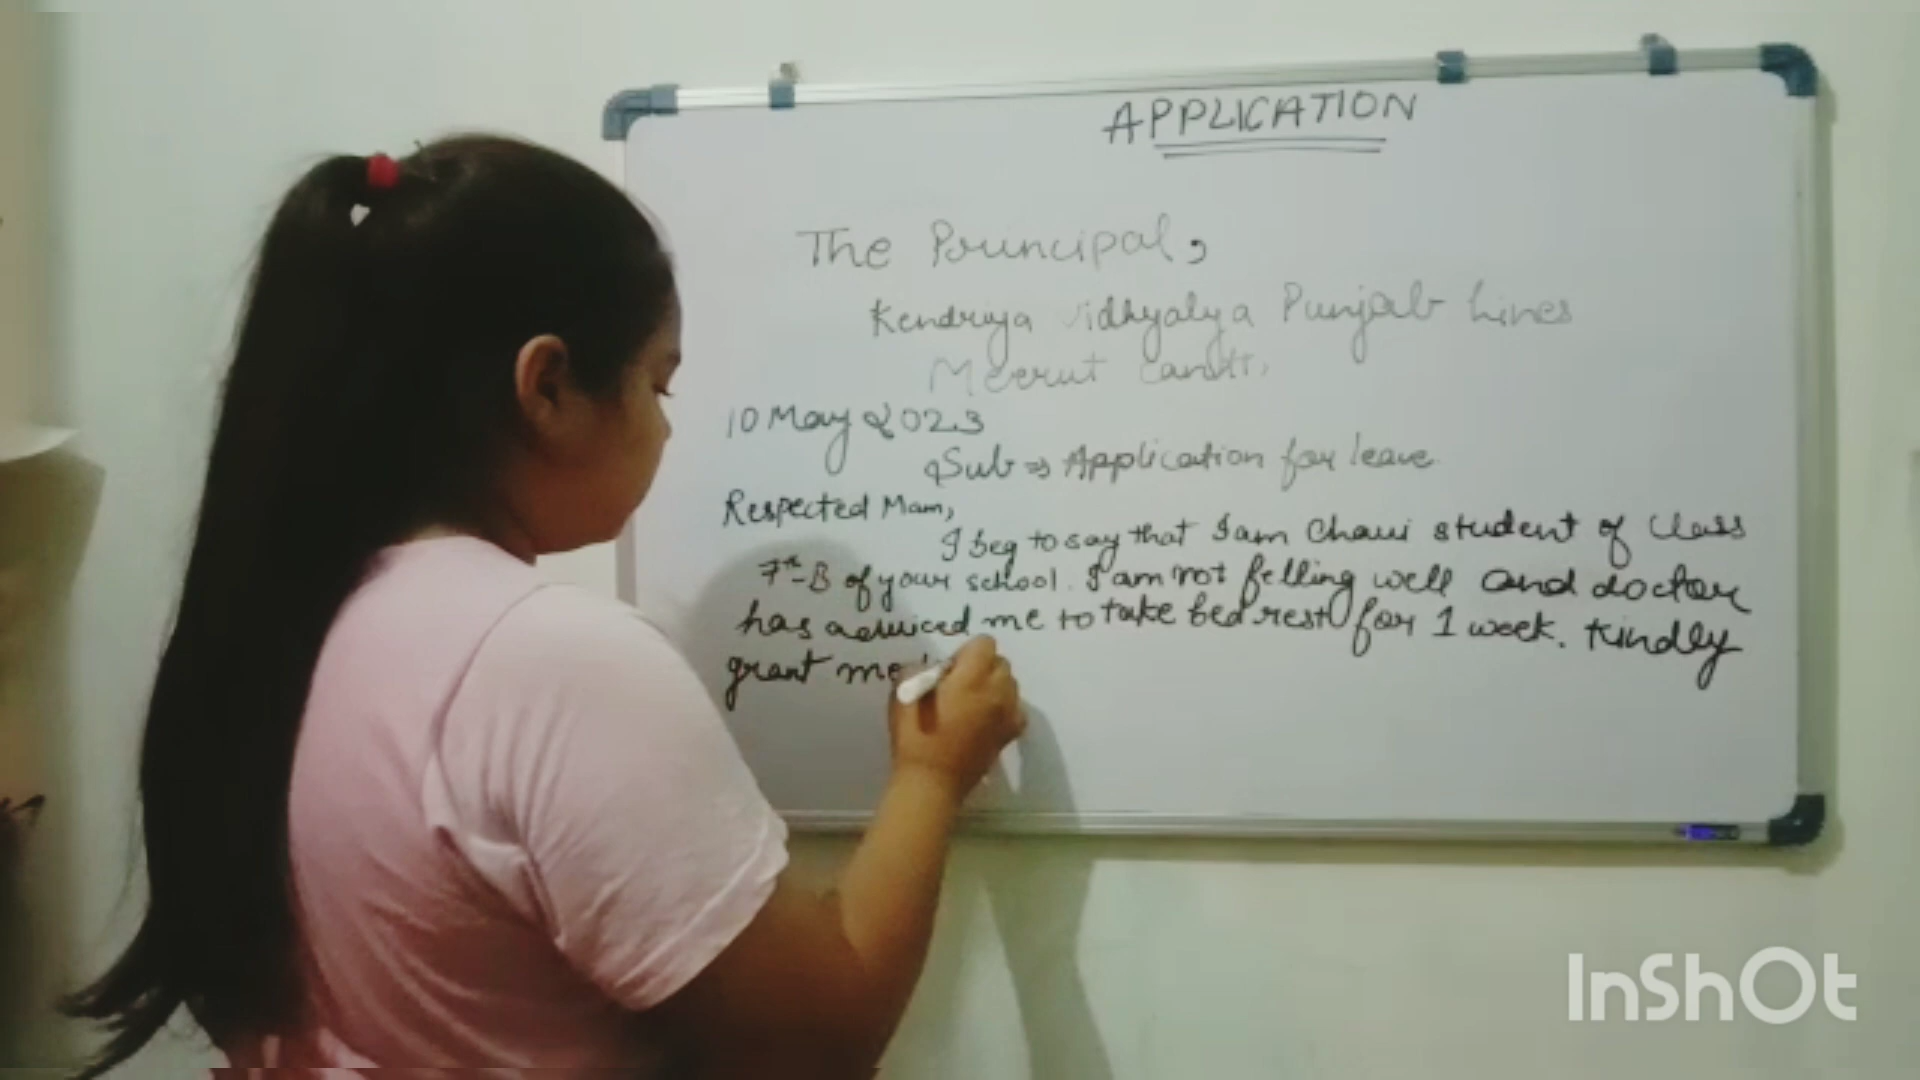 APPLICATION
The Principal,
Kendriya Vidhyalya Punjab Lines
Meerut Cantt,
10 May 2023
Sub ⇒ Application for leave
Respected Mam,
I beg to say that I am Chavi student of class
7th-B of your school. I am not felling well and doctor
has adviced me to take bed rest for 1 week. Kindly
grant me
InShOt